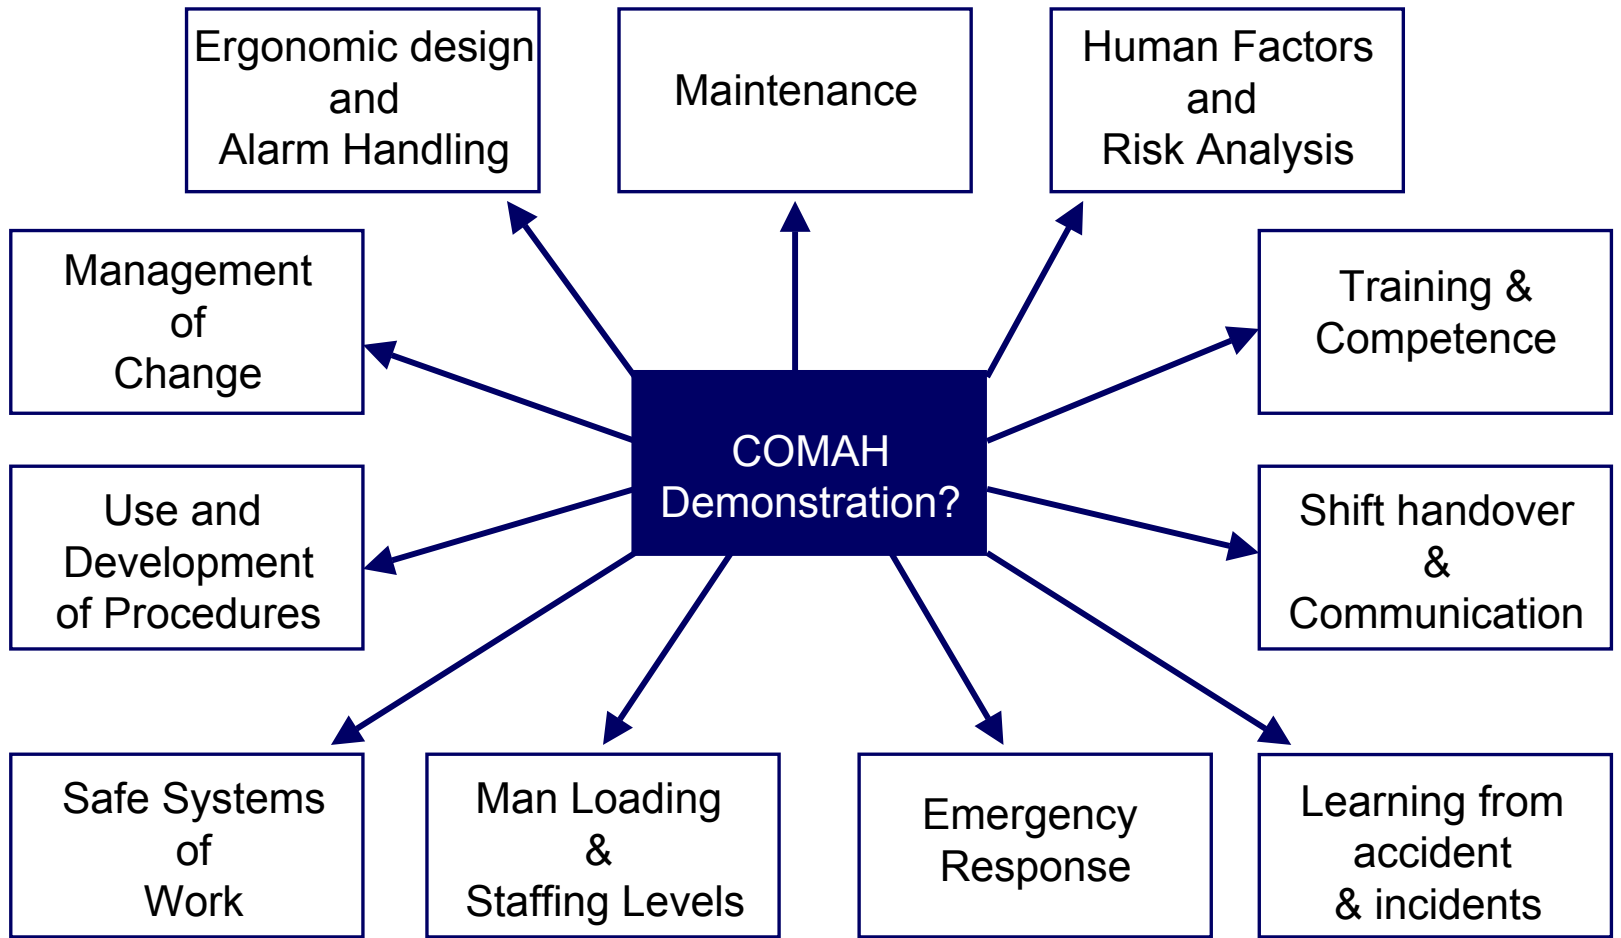 Ergonomic design
and
Alarm Handling
Maintenance
Human Factors
and
Risk Analysis
Management
of
Change
Training &
Competence
COMAH
Demonstration?
Use and
Development
of Procedures
Shift handover
&
Communication
Safe Systems
of
Work
Man Loading
&
Staffing Levels
Emergency
Response
Learning from
accident
& incidents